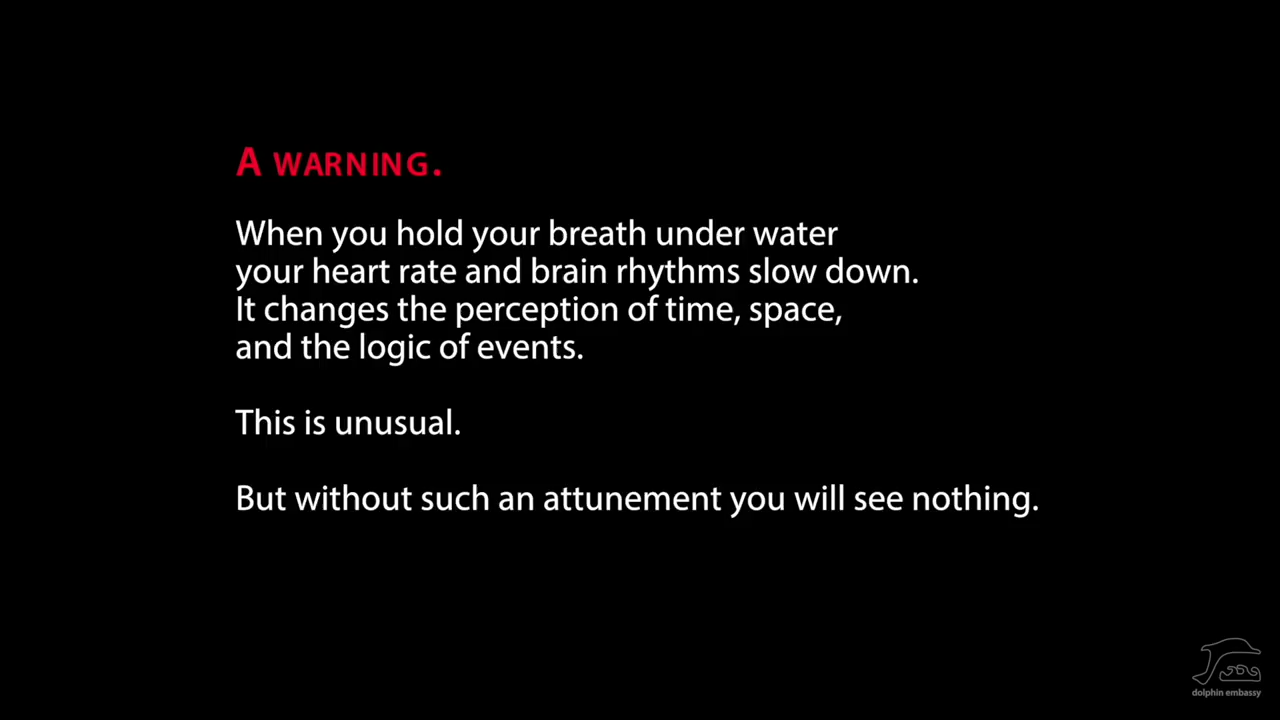 A WARNING.
When you hold your breath under water
your heart rate and brain rhythms slow down.
It changes the perception of time, space,
and the logic of events.
This is unusual.
But without such an attunement you will see nothing.
dolphin embassy